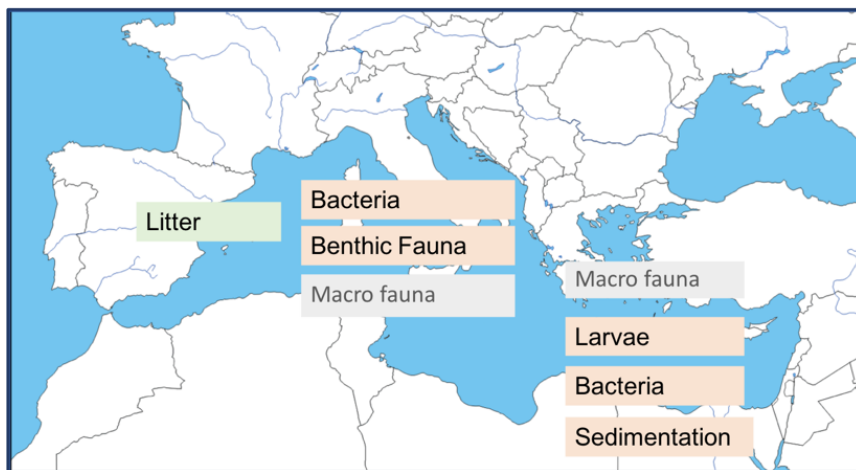 Litter
Bacteria
Benthic Fauna
Macro fauna
Macro fauna
Larvae
Bacteria
Sedimentation